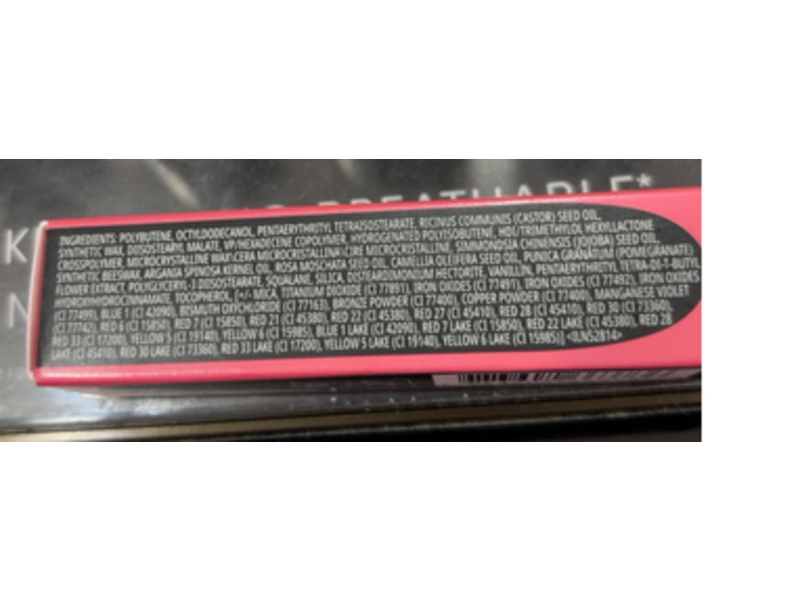 BREATHABLE*
K
INGREDIENTS: POLYBUTENE, OCTYLDODECANOL, PENTAERYTHRITYL TETRAISOSTEARATE, RICINUS COMMUNIS (CASTOR) SEED OIL,
SYNTHETIC WAX, DIISOSTEARYL MALATE, VP/HEXADECENE COPOLYMER, HYDROGENATED POLYISOBUTENE, HDI/TRIMETHYLOL HEXYLLACTONE
CROSSPOLYMER, MICROCRYSTALLINE WAX\CERA MICROCRISTALLINA\CIRE MICROCRISTALLINE, SIMMONDSIA CHINENSIS (JOJOBA) SEED OIL,
SYNTHETIC BEESWAX, ARGANIA SPINOSA KERNEL OIL, ROSA MOSCHATA SEED OIL, CAMELLIA OLEIFERA SEED OIL, PUNICA GRANATUM (POMEGRANATE)
FLOWER EXTRACT, POLYGLYCERYL-3 DIISOSTEARATE, SQUALANE, SILICA, DISTEARDIMONIUM HECTORITE, VANILLIN, PENTAERYTHRITYL TETRA-DI-T-BUTYL
HYDROXYHYDROCINNAMATE, TOCOPHEROL, [+/- MICA, TITANIUM DIOXIDE (CI 77891), IRON OXIDES (CI 77491), IRON OXIDES (CI 77492), IRON OXIDES
(CI 77499), BLUE 1 (CI 42090), BISMUTH OXYCHLORIDE (CI 77163), BRONZE POWDER (CI 77400), COPPER POWDER (CI 77400), MANGANESE VIOLET
(CI 77742), RED 6 (CI 15850), RED 7 (CI 15850), RED 21 (CI 45380), RED 22 (CI 45380), RED 27 (CI 45410), RED 28 (CI 45410), RED 30 (CI 73360),
RED 33 (CI 17200), YELLOW 5 (CI 19140), YELLOW 6 (CI 15985), BLUE 1 LAKE (CI 42090), RED 7 LAKE (CI 15850), RED 22 LAKE (CI 45380), RED 28
LAKE (CI 45410), RED 30 LAKE (CI 73360), RED 33 LAKE (CI 17200), YELLOW 5 LAKE (CI 19140), YELLOW 6 LAKE (CI 15985)] <ILN52814>
N